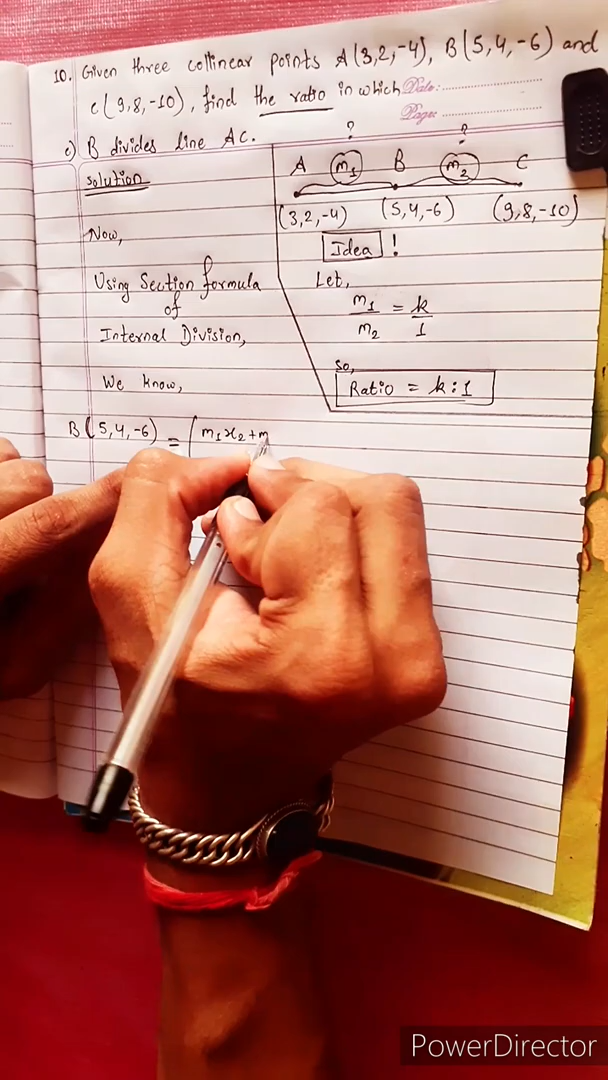 10. Given three collinear points A(3,2,-4), B(5,4,-6) and
C(9,8,-10), find the ratio in which
Date:
Page:
c) B divides line AC.
solution
? ?
A m₁ B m₂ C
(3,2,-4) (5,4,-6) (9,8,-10)
Now,
Using Section formula
of
Internal Division,
We know,
Idea !
Let,
m₁/m₂ = k/1
So,
Ratio = k:1
B(5,4,-6) = (m₁x₂+m
PowerDirector